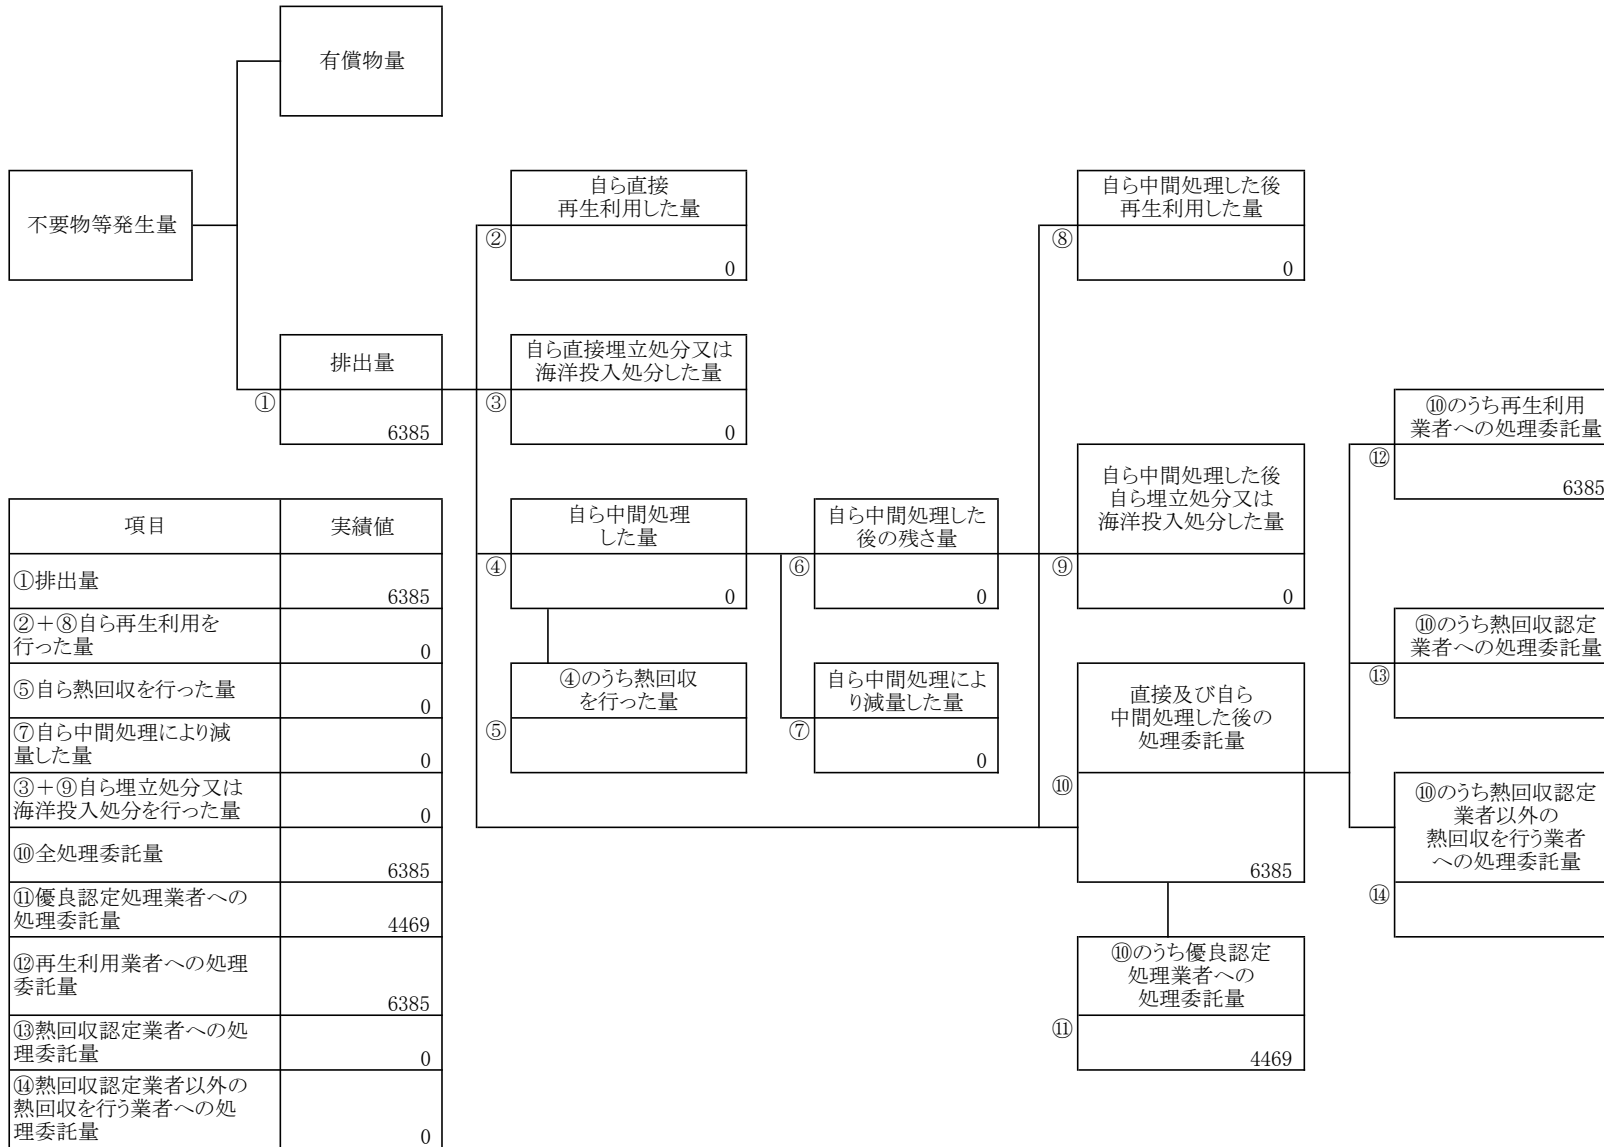 有償物量
不要物等発生量
排出量
①
6385
自ら直接
再生利用した量
②
0
自ら直接埋立処分又は
海洋投入処分した量
③
0
自ら中間処理
した量
④
0
④のうち熱回収
を行った量
⑤
自ら中間処理した
後の残さ量
⑥
0
自ら中間処理によ
り減量した量
⑦
0
自ら中間処理した後
再生利用した量
⑧
0
自ら中間処理した後
自ら埋立処分又は
海洋投入処分した量
⑨
0
直接及び自ら
中間処理した後の
処理委託量
⑩
6385
⑩のうち優良認定
処理業者への
処理委託量
⑪
4469
⑩のうち再生利用
業者への処理委託量
⑫
6385
⑩のうち熱回収認定
業者への処理委託量
⑬
⑩のうち熱回収認定
業者以外の
熱回収を行う業者
への処理委託量
⑭
項目 実績値
①排出量 6385
②+⑧自ら再生利用を
行った量 0
⑤自ら熱回収を行った量 0
⑦自ら中間処理により減
量した量 0
③+⑨自ら埋立処分又は
海洋投入処分を行った量 0
⑩全処理委託量 6385
⑪優良認定処理業者への
処理委託量 4469
⑫再生利用業者への処理
委託量 6385
⑬熱回収認定業者への処
理委託量 0
⑭熱回収認定業者以外の
熱回収を行う業者への処
理委託量 0